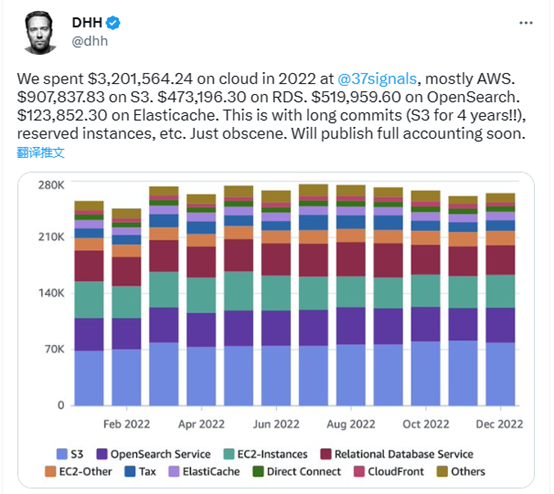 DHH
@dhh
We spent $3,201,564.24 on cloud in 2022 at @37signals, mostly AWS.
$907,837.83 on S3. $473,196.30 on RDS. $519,959.60 on OpenSearch.
$123,852.30 on Elasticache. This is with long commits (S3 for 4 years!!),
reserved instances, etc. Just obscene. Will publish full accounting soon.
翻译推文
280K
210K
140K
70K
0
Feb 2022 Apr 2022 Jun 2022 Aug 2022 Oct 2022 Dec 2022
S3 OpenSearch Service EC2-Instances Relational Database Service
EC2-Other Tax ElastiCache Direct Connect CloudFront Others